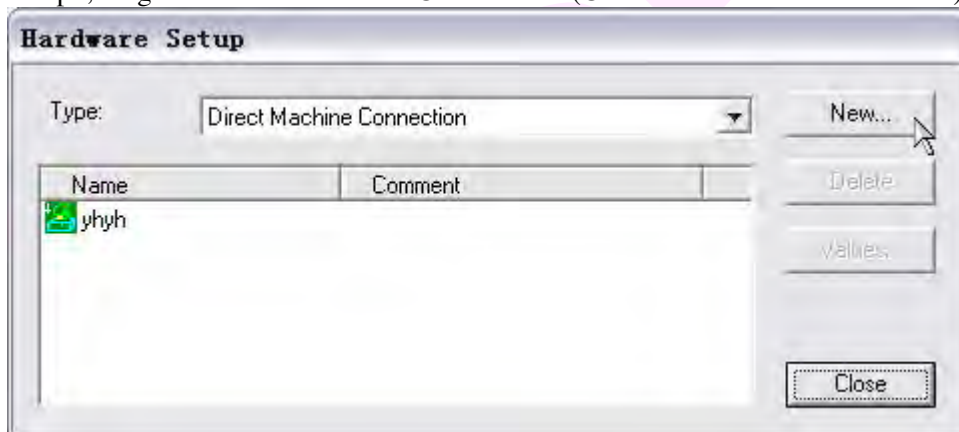 Hardware Setup
Type: Direct Machine Connection New...
Name Comment Delete
yhyh
Values...
Close